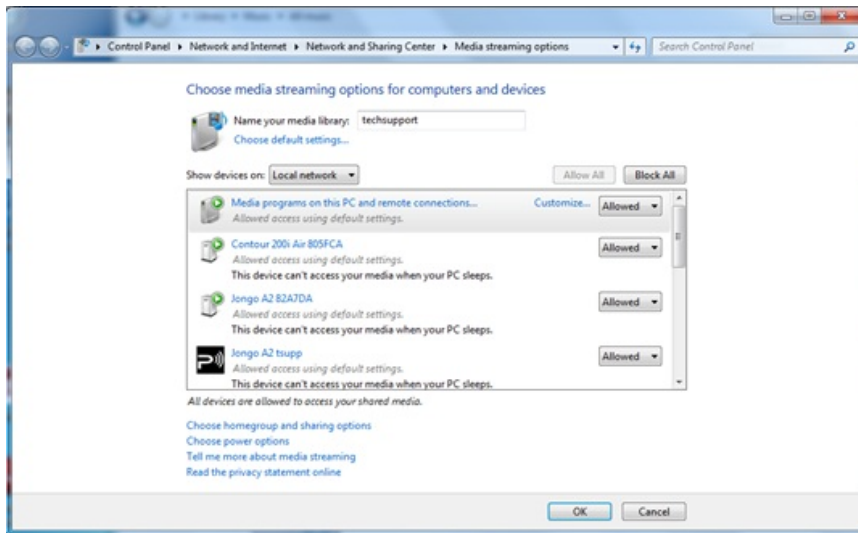 Control Panel ▸ Network and Internet ▸ Network and Sharing Center ▸ Media streaming options
Search Control Panel
Choose media streaming options for computers and devices
Name your media library: techsupport
Choose default settings...
Show devices on: Local network
Allow All
Block All
Media programs on this PC and remote connections... Customize... Allowed
Allowed access using default settings.
Contour 200i Air 805FCA Allowed
Allowed access using default settings.
This device can't access your media when your PC sleeps.
Jongo A2 82A7DA Allowed
Allowed access using default settings.
This device can't access your media when your PC sleeps.
Jongo A2 tsupp Allowed
Allowed access using default settings.
This device can't access your media when your PC sleeps.
All devices are allowed to access your shared media.
Choose homegroup and sharing options
Choose power options
Tell me more about media streaming
Read the privacy statement online
OK Cancel